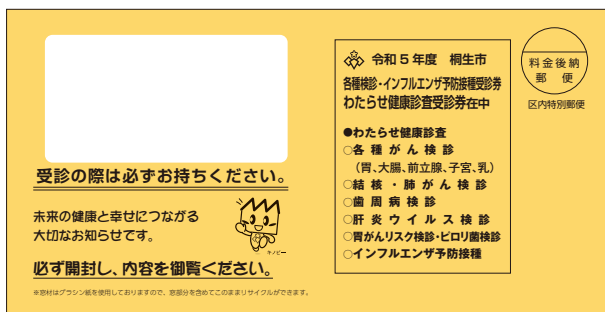 受診の際は必ずお持ちください。
未来の健康と幸せにつながる
大切なお知らせです。
キノピー
必ず開封し、内容を御覧ください。
※窓材はグラシン紙を使用しておりますので、窓部分を含めてこのままリサイクルができます。
令和5年度 桐生市
各種検診・インフルエンザ予防接種受診券
わたらせ健康診査受診券在中
●わたらせ健康診査
○各種がん検診
(胃、大腸、前立腺、子宮、乳)
○結核・肺がん検診
○歯周病検診
○肝炎ウイルス検診
○胃がんリスク検診・ピロリ菌検診
○インフルエンザ予防接種
料金後納
郵便
区内特別郵便